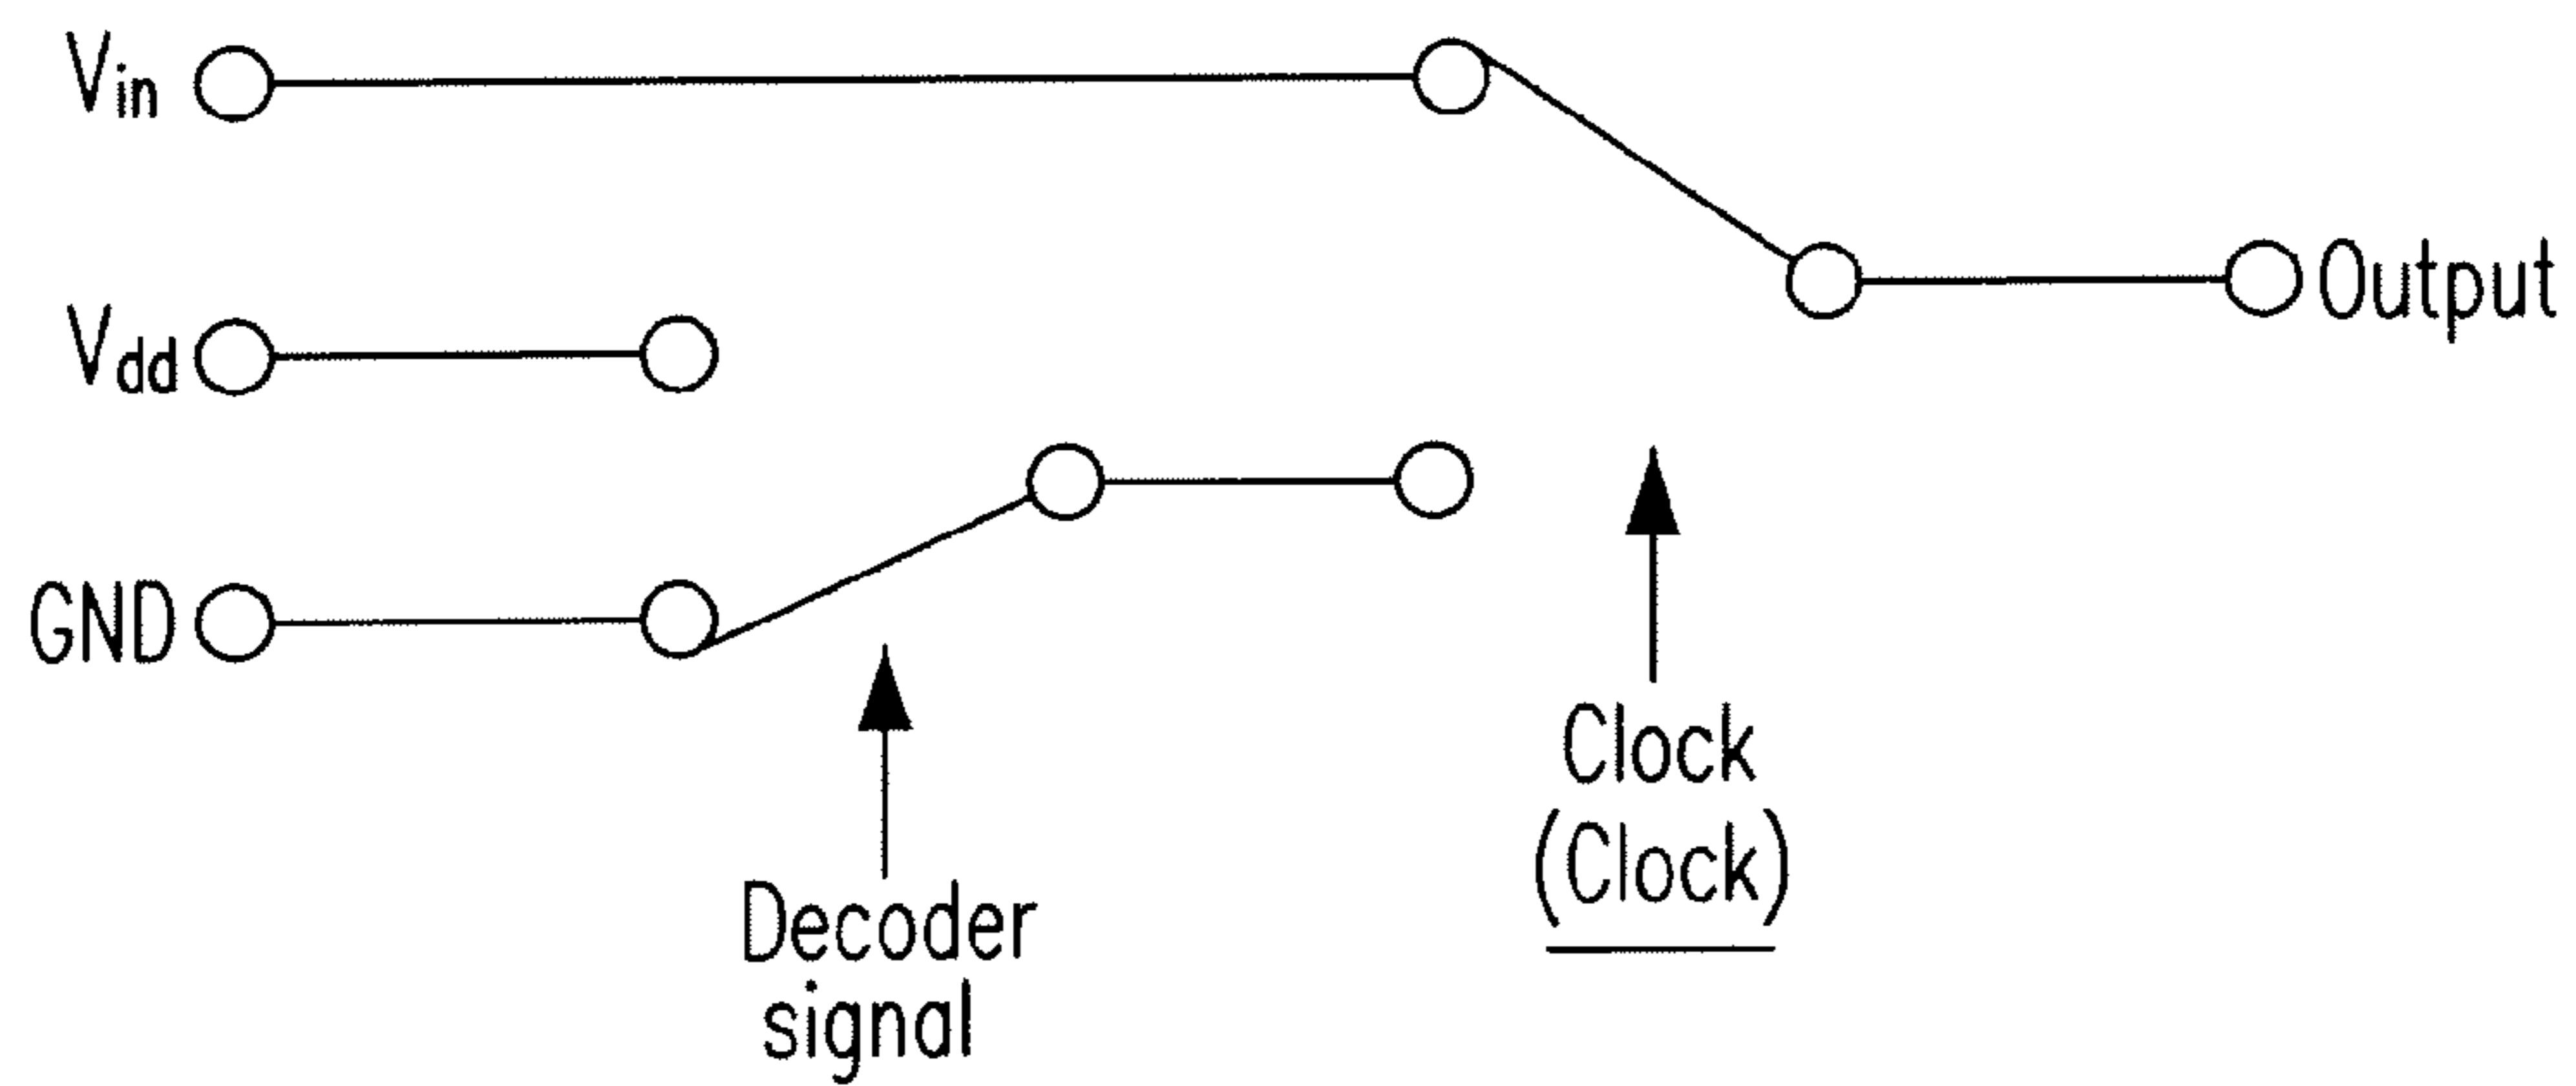 Vin
Output
Vdd
GND
Clock
(Clock)
Decoder
signal